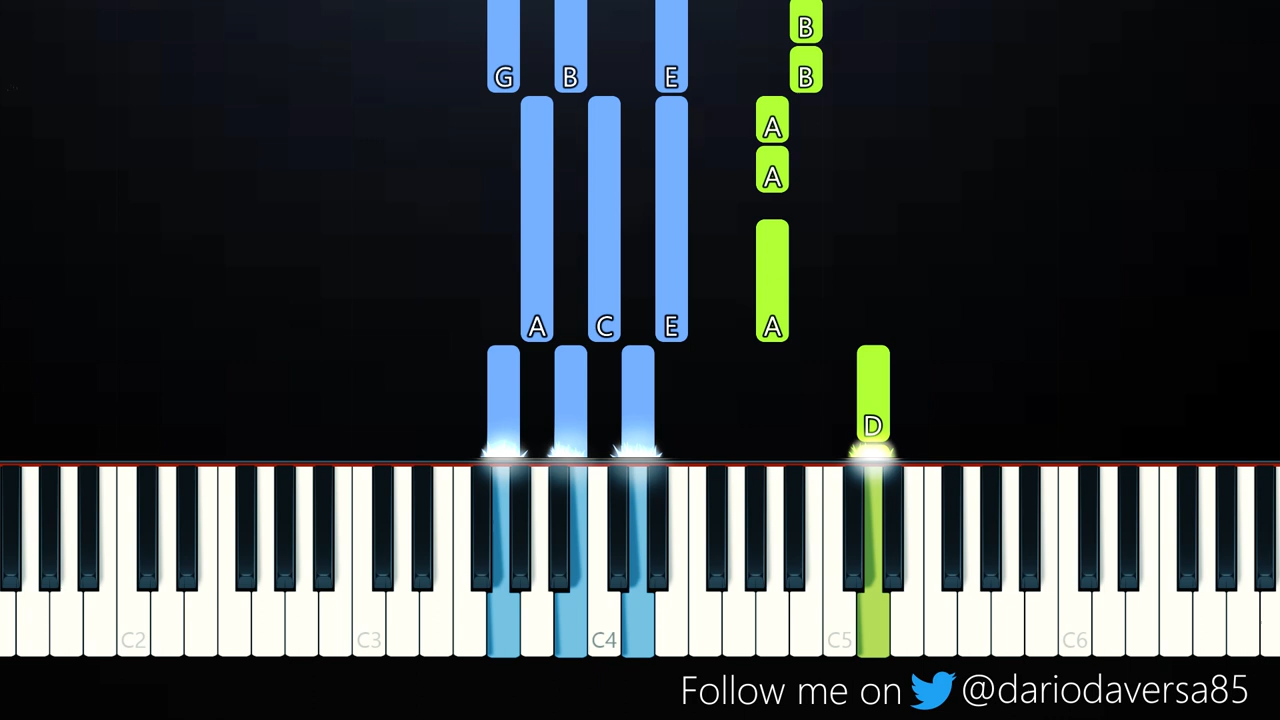 B
G B E B
A
A
A C E A
D
C2 C3 C4 C5 C6
Follow me on @dariodaversa85